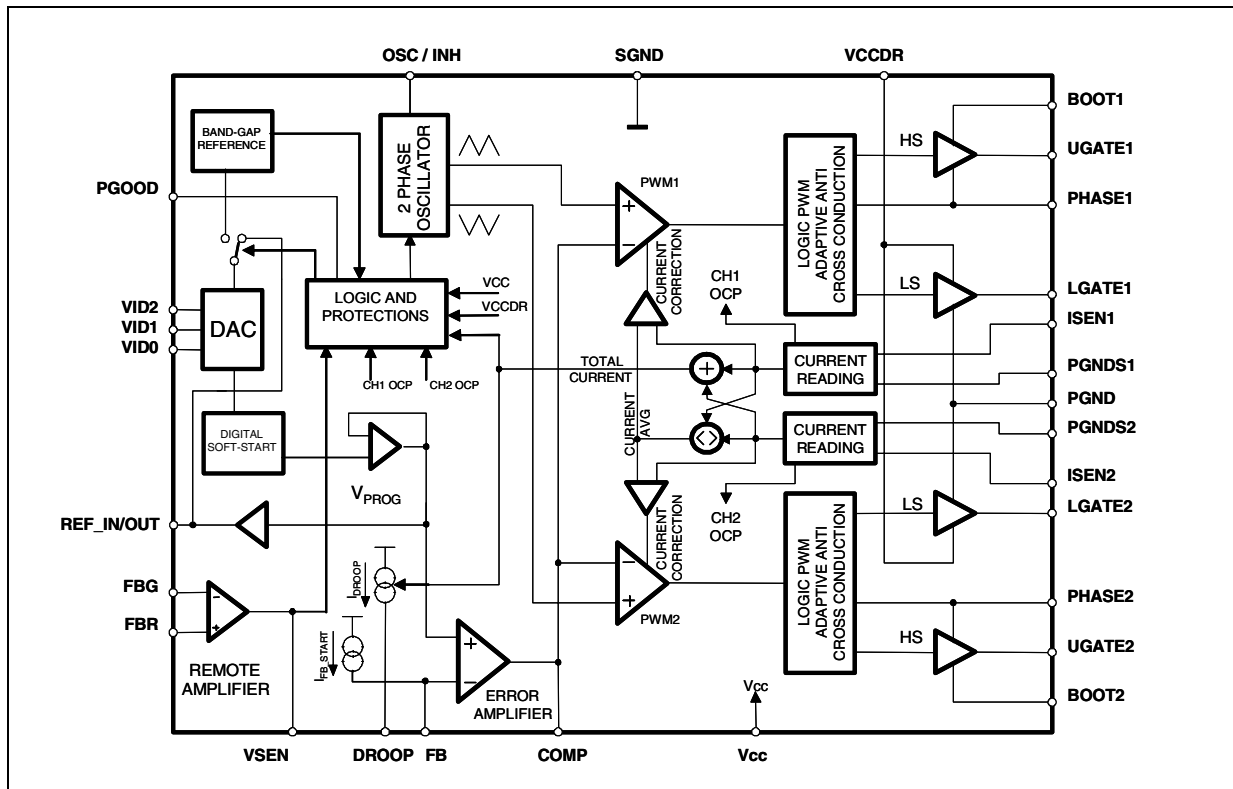 OSC / INH
SGND
VCCDR
BAND-GAP
REFERENCE
2 PHASE
OSCILLATOR
PGOOD
VID2
VID1
VID0
DAC
LOGIC AND
PROTECTIONS
VCC
VCCDR
CH1 OCP
CH2 OCP
DIGITAL
SOFT-START
VPROG
REF_IN/OUT
FBG
FBR
-
+
REMOTE
AMPLIFIER
IDROOP
IFB_START
+
−
ERROR
AMPLIFIER
TOTAL
CURRENT
CURRENT
AVG
PWM1
+
−
CURRENT
CORRECTION
CH1
OCP
+
< >
CURRENT
READING
CURRENT
READING
CH2
OCP
CURRENT
CORRECTION
−
+
PWM2
LOGIC PWM
ADAPTIVE ANTI
CROSS CONDUCTION
HS
LS
LOGIC PWM
ADAPTIVE ANTI
CROSS CONDUCTION
LS
HS
BOOT1
UGATE1
PHASE1
LGATE1
ISEN1
PGNDS1
PGND
PGNDS2
ISEN2
LGATE2
PHASE2
UGATE2
BOOT2
Vcc
VSEN
DROOP
FB
COMP
Vcc